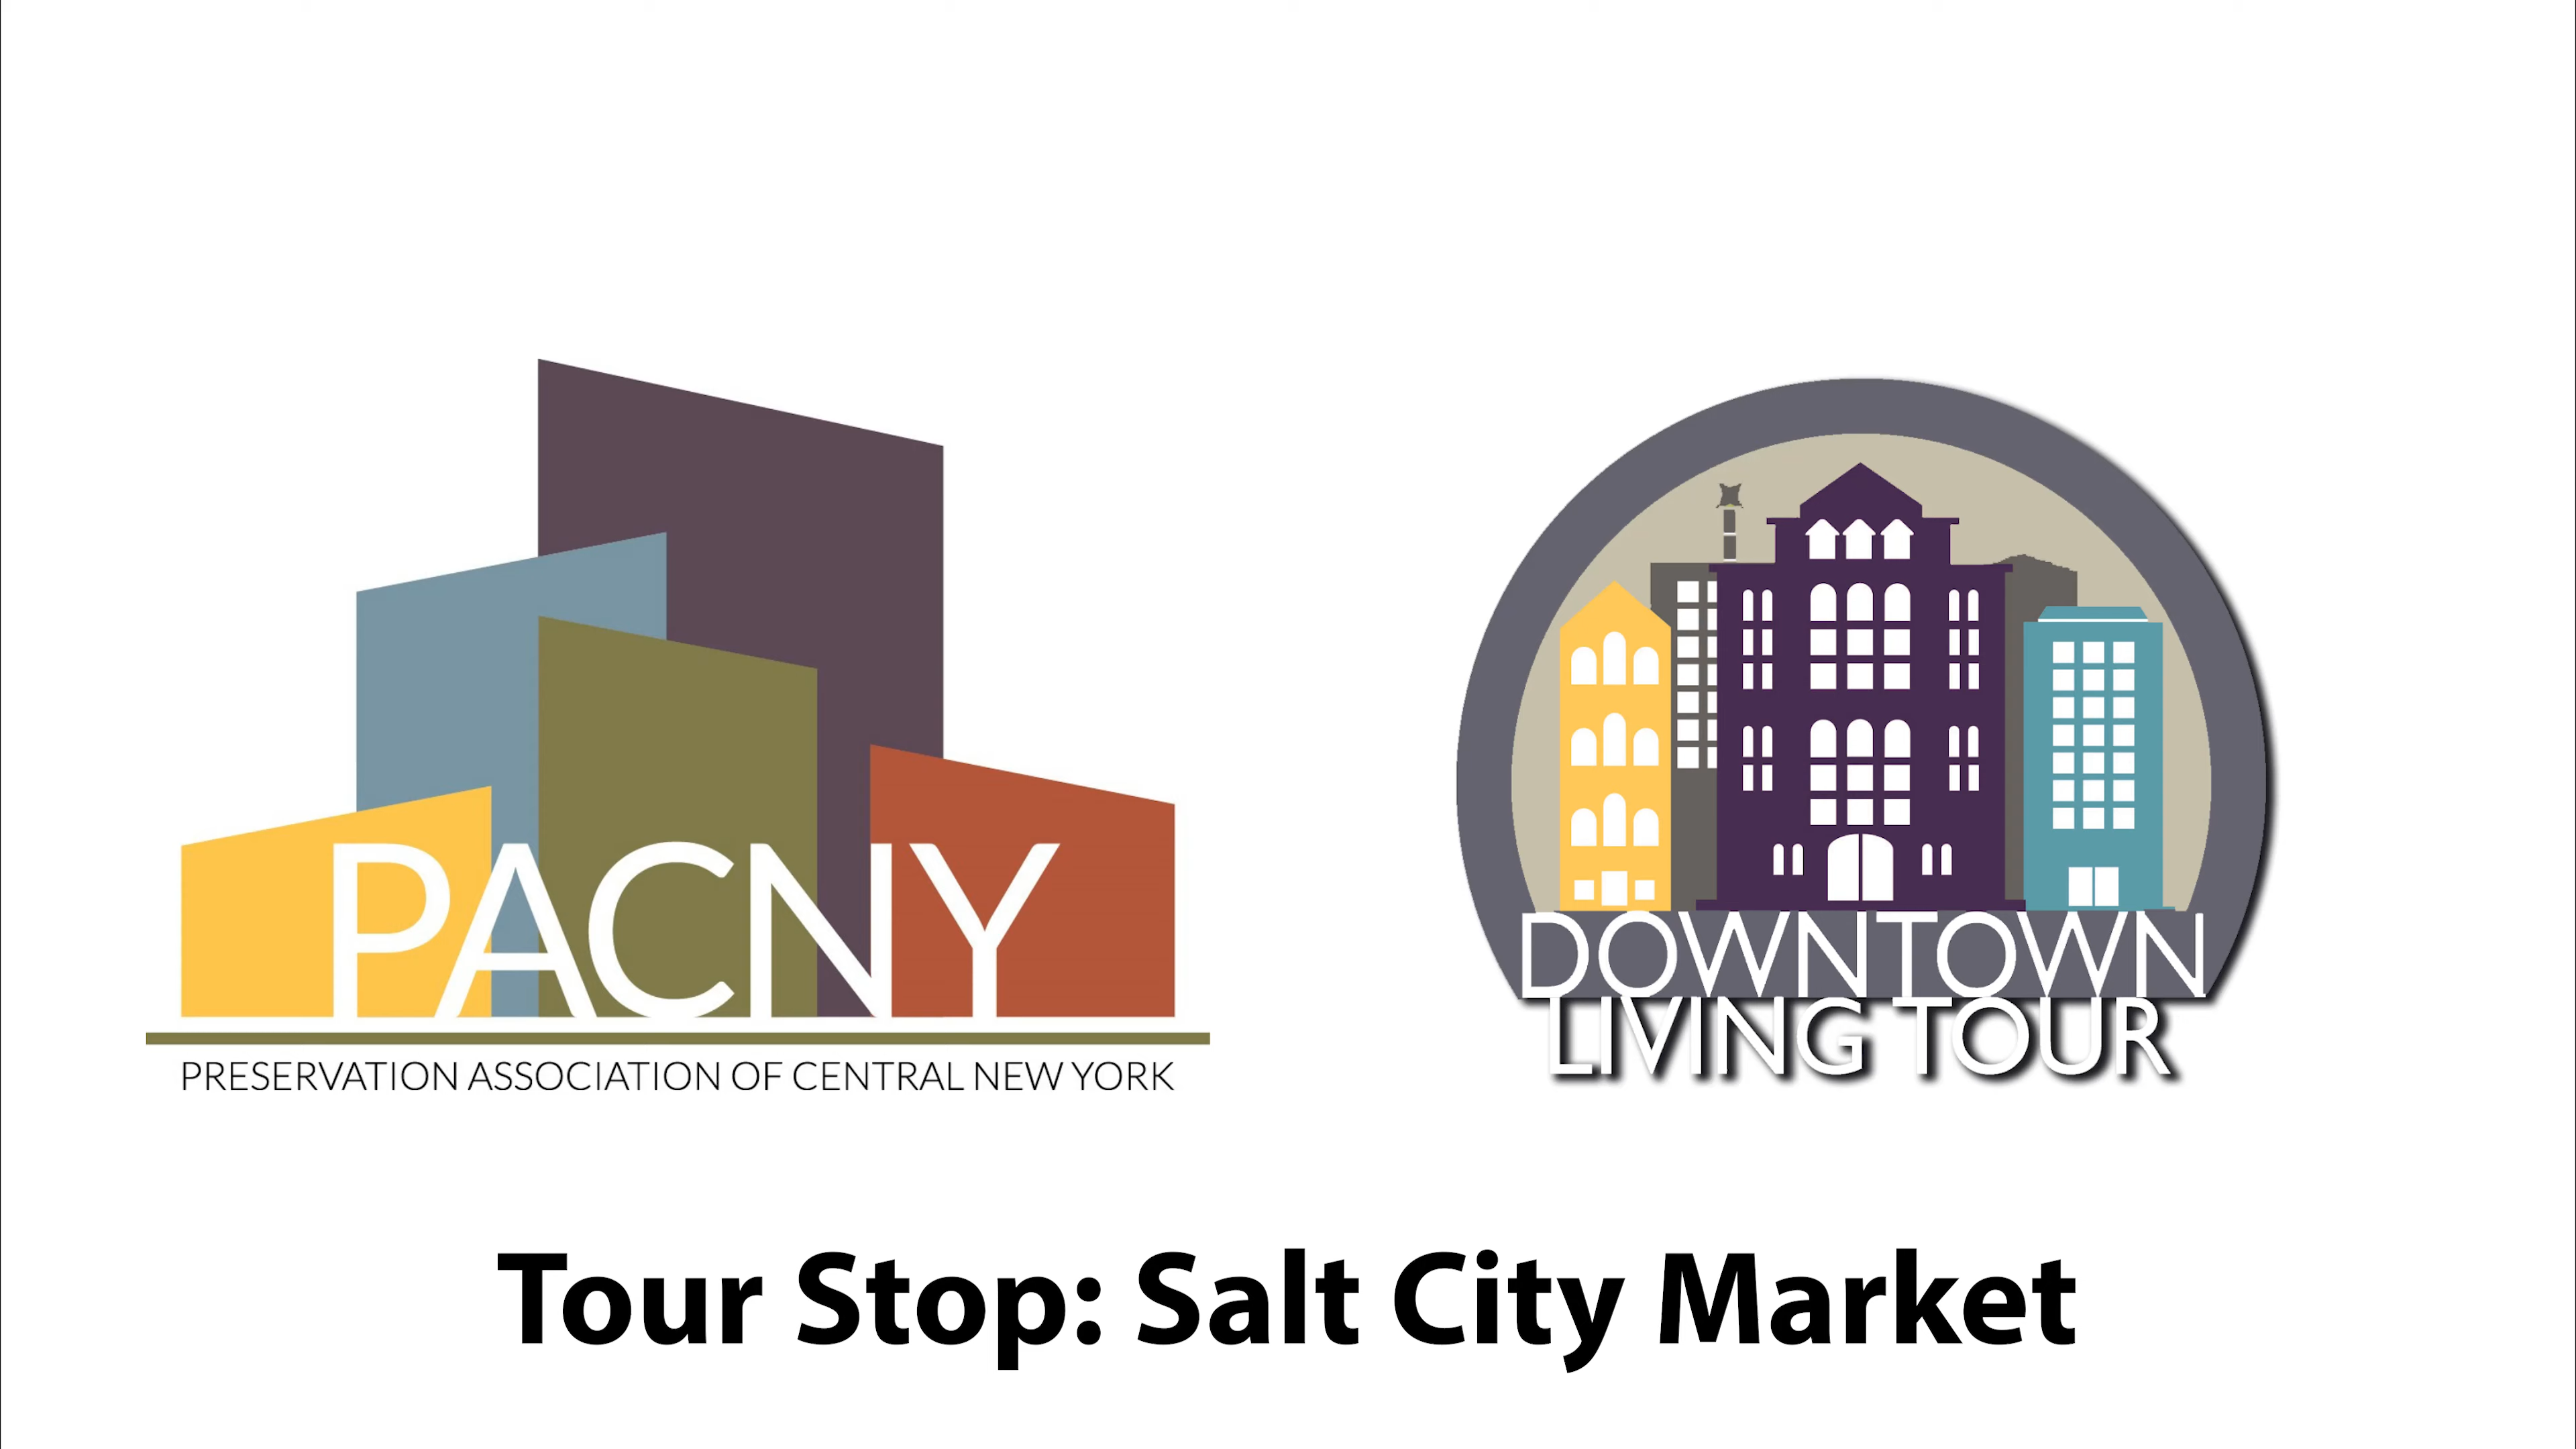 PACNY
PRESERVATION ASSOCIATION OF CENTRAL NEW YORK
DOWNTOWN
LIVING TOUR
Tour Stop: Salt City Market